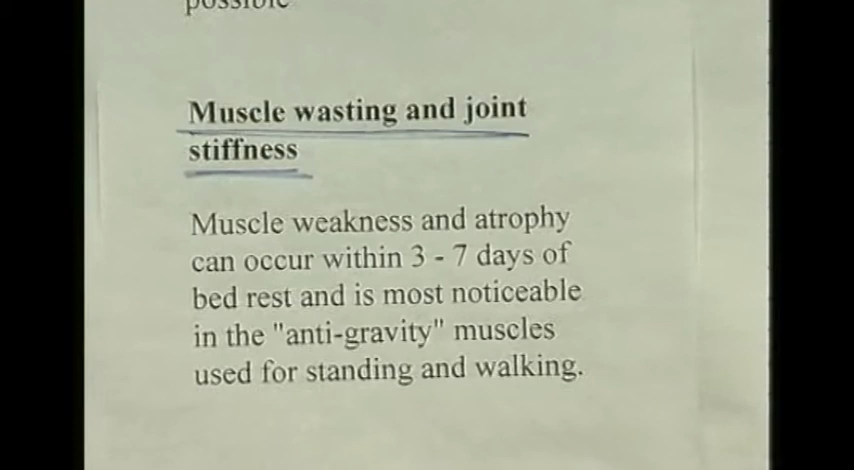 possible
Muscle wasting and joint
stiffness
Muscle weakness and atrophy
can occur within 3 - 7 days of
bed rest and is most noticeable
in the "anti-gravity" muscles
used for standing and walking.